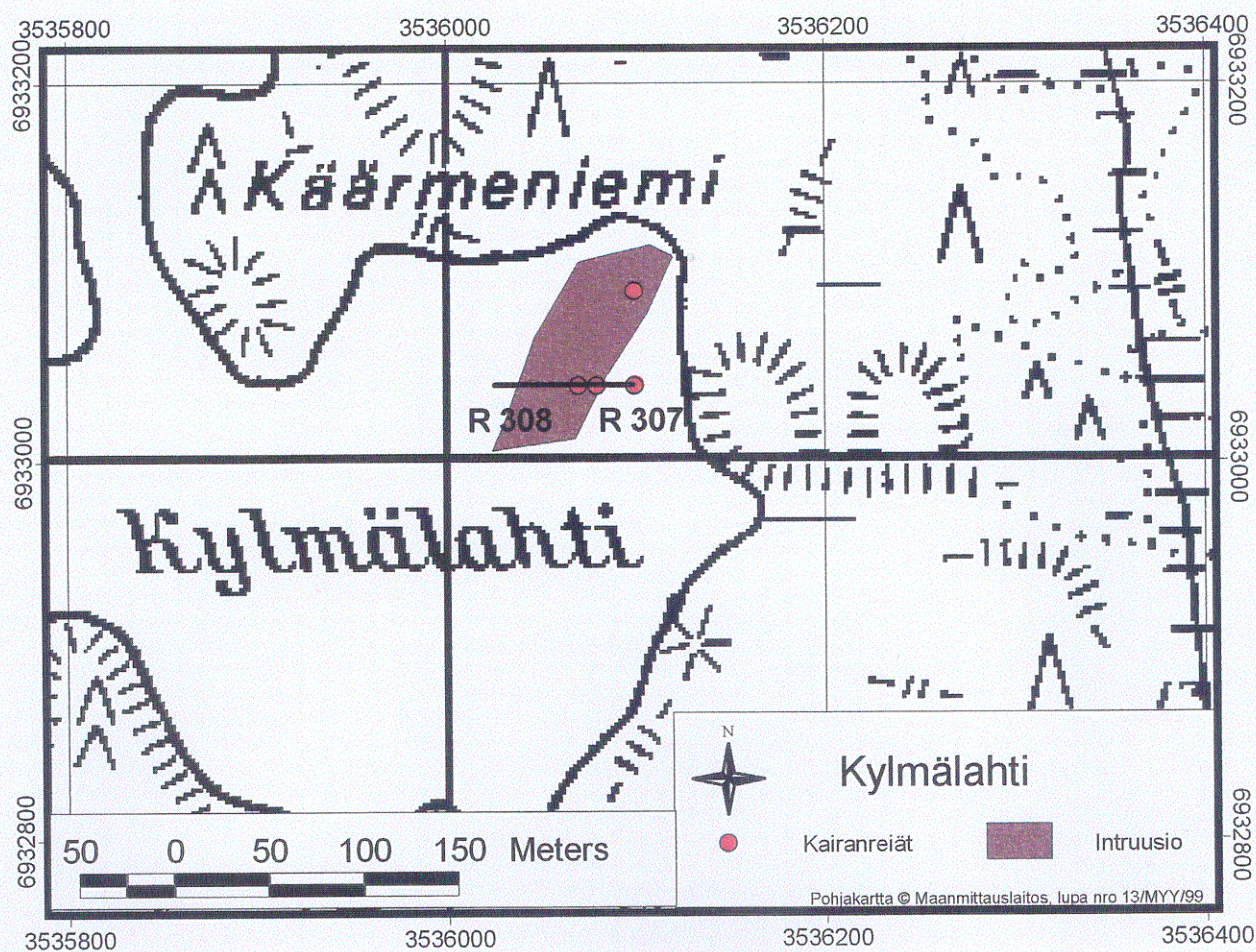 3535800 3536000 3536200 3536400
6933200 6933200
Käärmeniemi
R 308 R 307
6933000 6933000
Kylmälahti
N
Kylmälahti
50 0 50 100 150 Meters
Kairanreiät Intruusio
6932800 6932800
Pohjakartta © Maanmittauslaitos, lupa nro 13/MYY/99
3535800 3536000 3536200 3536400